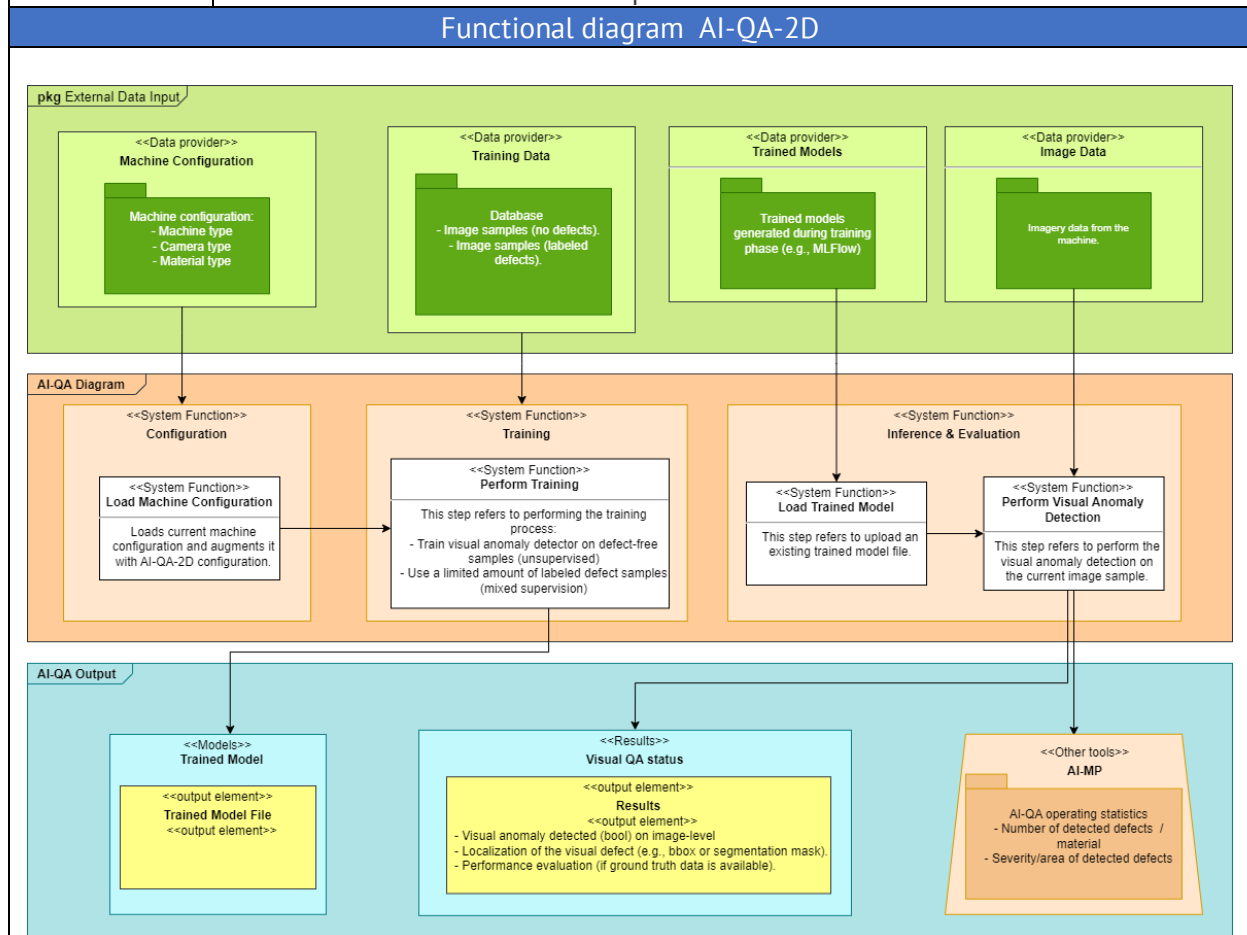 Functional diagram AI-QA-2D
pkg External Data Input
<<Data provider>>
Machine Configuration
Machine configuration:
- Machine type
- Camera type
- Material type
<<Data provider>>
Training Data
Database
- Image samples (no defects).
- Image samples (labeled
defects).
<<Data provider>>
Trained Models
Trained models
generated during training
phase (e.g., MLFlow)
<<Data provider>>
Image Data
Imagery data from the
machine.
AI-QA Diagram
<<System Function>>
Configuration
<<System Function>>
Load Machine Configuration
Loads current machine
configuration and augments it
with AI-QA-2D configuration.
<<System Function>>
Training
<<System Function>>
Perform Training
This step refers to performing the training
process:
- Train visual anomaly detector on defect-free
samples (unsupervised)
- Use a limited amount of labeled defect samples
(mixed supervision)
<<System Function>>
Inference & Evaluation
<<System Function>>
Load Trained Model
This step refers to upload an
existing trained model file.
<<System Function>>
Perform Visual Anomaly
Detection
This step refers to perform the
visual anomaly detection on
the current image sample.
AI-QA Output
<<Models>>
Trained Model
<<output element>>
Trained Model File
<<output element>>
<<Results>>
Visual QA status
<<output element>>
Results
<<output element>>
- Visual anomaly detected (bool) on image-level
- Localization of the visual defect (e.g., bbox or segmentation mask).
- Performance evaluation (if ground truth data is available).
<<Other tools>>
AI-MP
AI-QA operating statistics
- Number of detected defects /
material
- Severity/area of detected defects